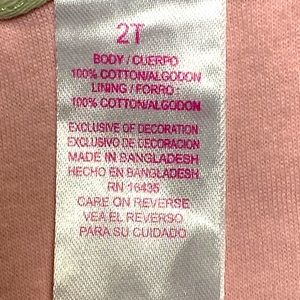 2T
BODY / CUERPO
100% COTTON/ALGODON
LINING / FORRO :
100% COTTON/ALGODON
EXCLUSIVE OF DECORATION
EXCLUSIVO DE DECORACION
MADE IN BANGLADESH
HECHO EN BANGLADESH
RN 16435
CARE ON REVERSE
VEA EL REVERSO
PARA SU CUIDADO